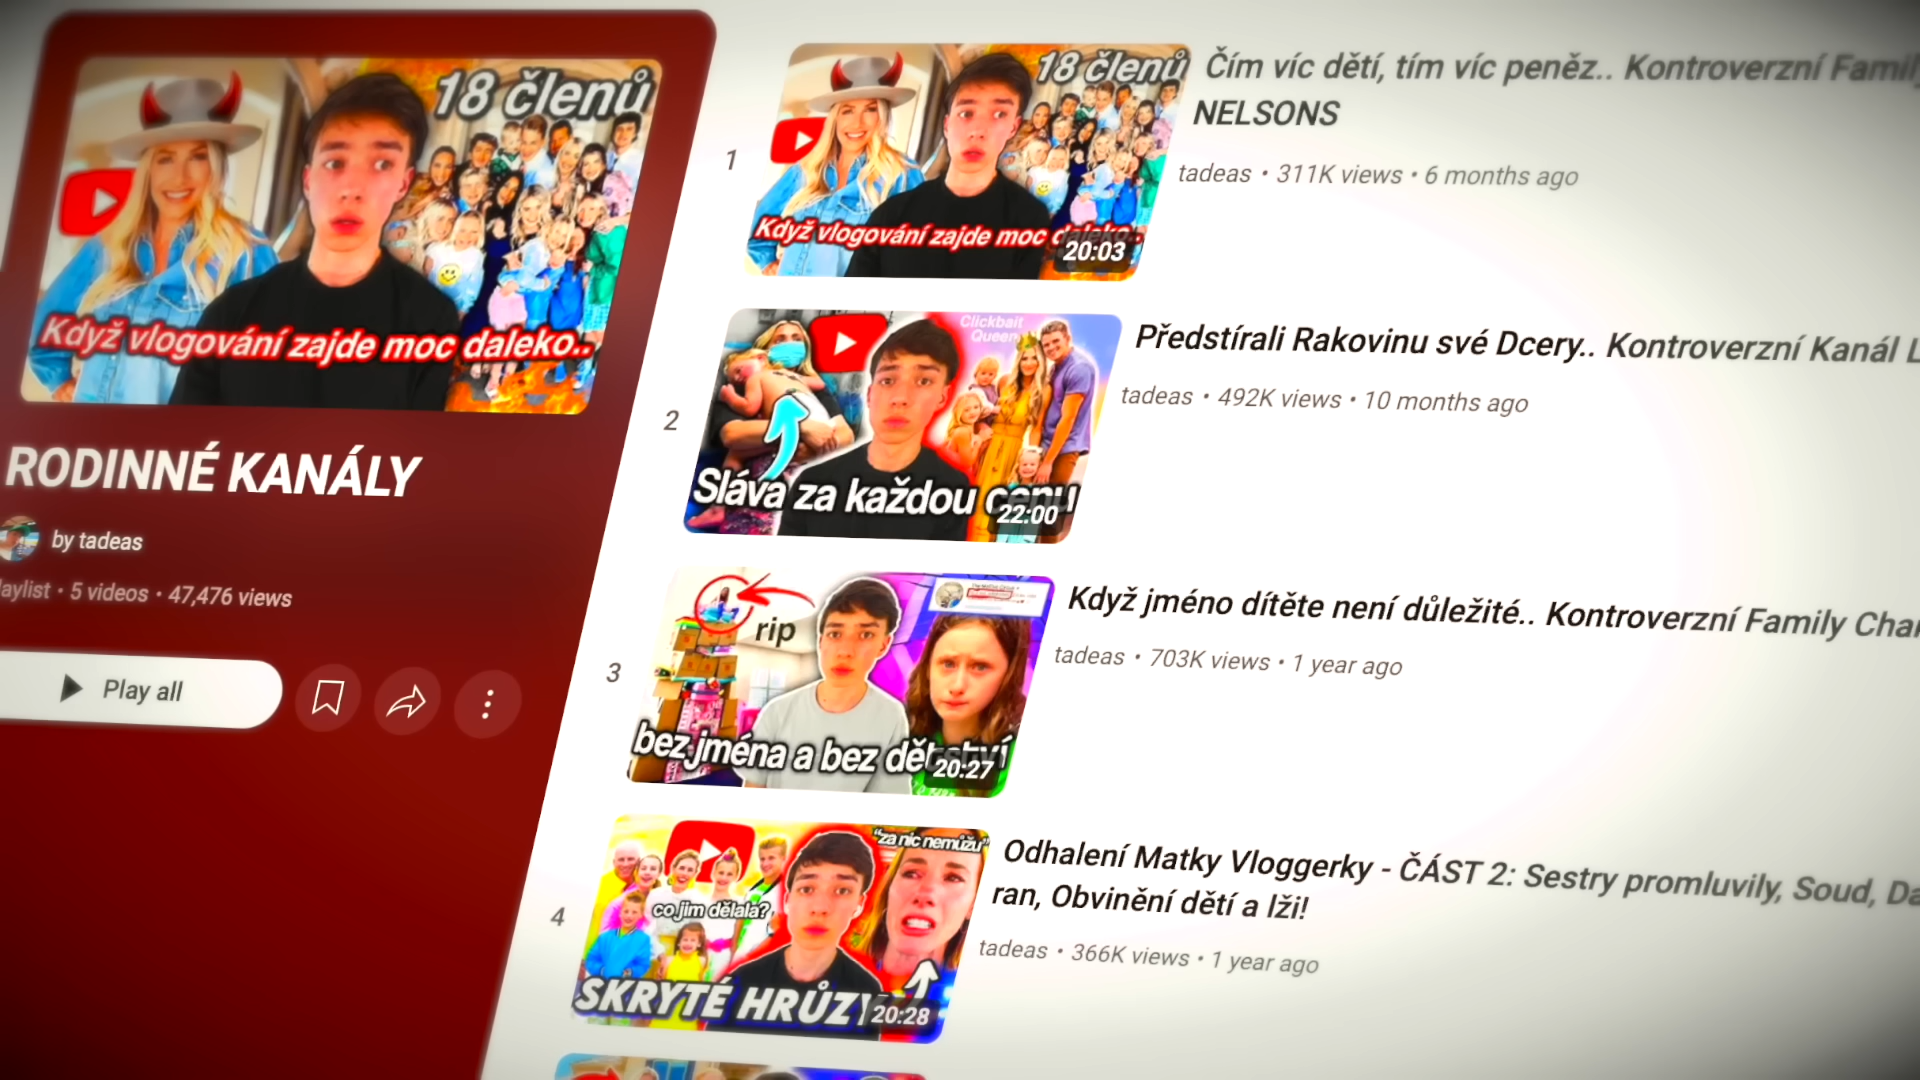 18 členů
Když vlogování zajde moc daleko..
RODINNÉ KANÁLY
by tadeas
5 videos • 47,476 views
Play all
1
18 členů
Když vlogování zajde moc
20:03
Čím víc dětí, tím víc peněz.. Kontroverzní
NELSONS
tadeas • 311K views • 6 months ago
2
Clickbait
Queen
Sláva za každou cenu
22:00
Předstírali Rakovinu své Dcery.. Kontroverzní Kanál L
tadeas • 492K views • 10 months ago
3
rip
bez jména a bez dětství
20:27
Když jméno dítěte není důležité.. Kontroverzní Family
tadeas • 703K views • 1 year ago
4
"za nic nemůžu"
co jim dělala?
SKRYTÉ HRŮZY
20:28
Odhalení Matky Vloggerky - ČÁST 2: Sestry promluvily, Soud,
ran, Obvinění dětí a lži!
tadeas • 366K views • 1 year ago